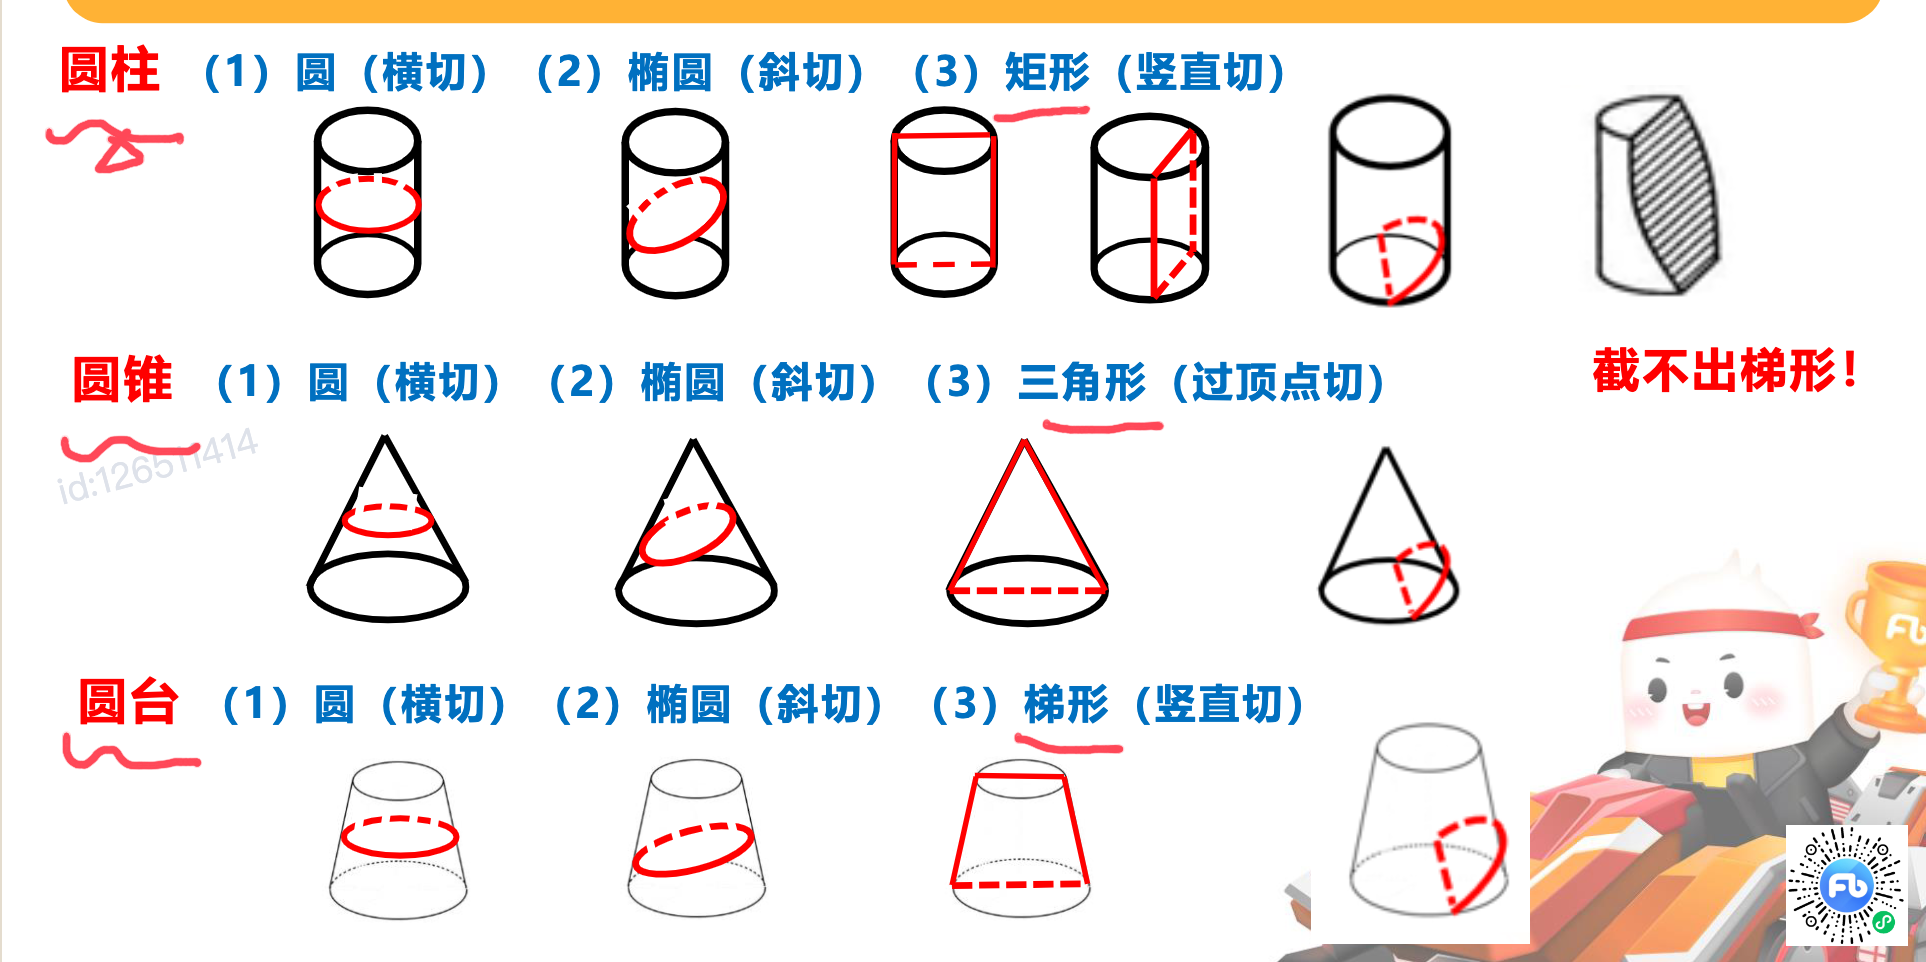 圆柱 （1）圆（横切）（2）椭圆（斜切）（3）矩形（竖直切）
圆锥 （1）圆（横切）（2）椭圆（斜切）（3）三角形（过顶点切）
截不出梯形！
id:126511414
圆台 （1）圆（横切）（2）椭圆（斜切）（3）梯形（竖直切）
Fb
Fb